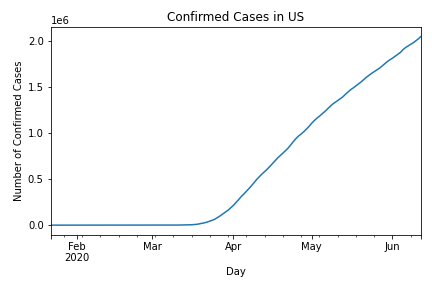 Confirmed Cases in US
1e6
2.0
1.5
1.0
0.5
0.0
Number of Confirmed Cases
Feb Mar Apr May Jun
2020
Day